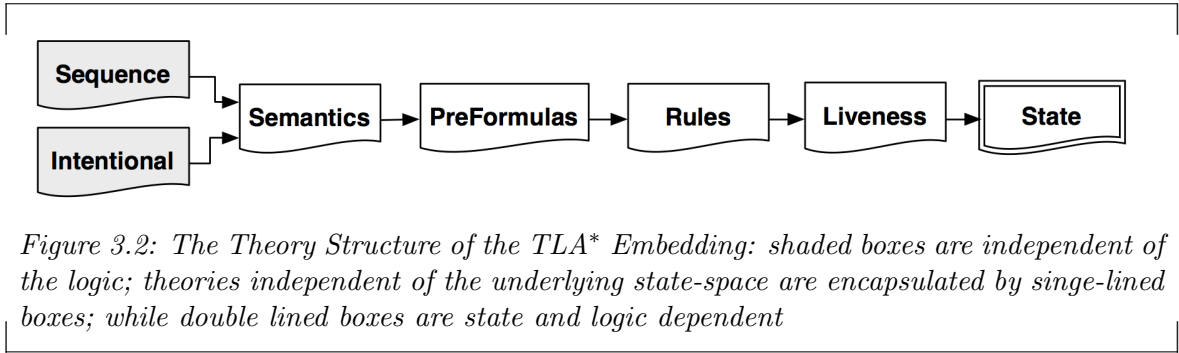 Sequence
Intentional
Semantics
PreFormulas
Rules
Liveness
State
Figure 3.2: The Theory Structure of the TLA* Embedding: shaded boxes are independent of
the logic; theories independent of the underlying state-space are encapsulated by singe-lined
boxes; while double lined boxes are state and logic dependent